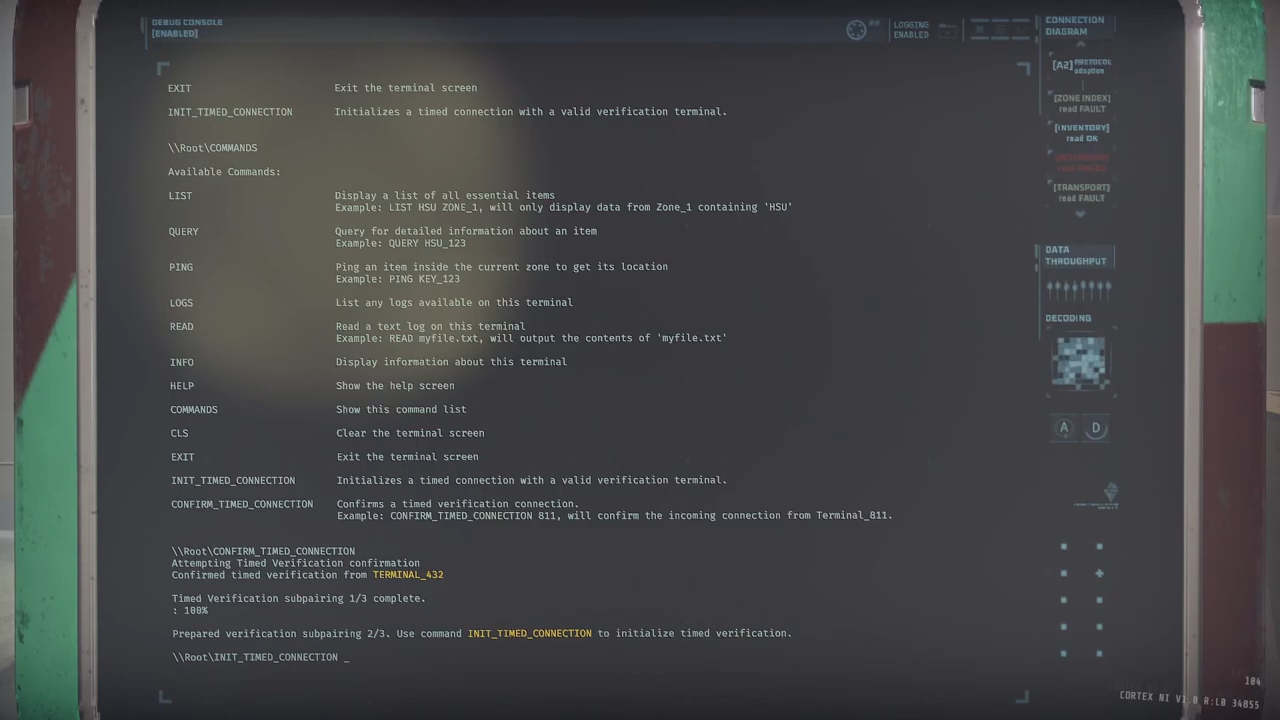 DEBUG CONSOLE
[ENABLED]
LOGGING
ENABLED
CONNECTION
DIAGRAM
[A2] PROTOCOL
adaption
[ZONE INDEX]
read FAULT
[INVENTORY]
read OK
[TRANSPORT]
read FAULT
DATA
THROUGHPUT
DECODING
A D
EXIT Exit the terminal screen
INIT_TIMED_CONNECTION Initializes a timed connection with a valid verification terminal.
\\Root\COMMANDS
Available Commands:
LIST Display a list of all essential items
Example: LIST HSU ZONE_1, will only display data from Zone_1 containing 'HSU'
QUERY Query for detailed information about an item
Example: QUERY HSU_123
PING Ping an item inside the current zone to get its location
Example: PING KEY_123
LOGS List any logs available on this terminal
READ Read a text log on this terminal
Example: READ myfile.txt, will output the contents of 'myfile.txt'
INFO Display information about this terminal
HELP Show the help screen
COMMANDS Show this command list
CLS Clear the terminal screen
EXIT Exit the terminal screen
INIT_TIMED_CONNECTION Initializes a timed connection with a valid verification terminal.
CONFIRM_TIMED_CONNECTION Confirms a timed verification connection.
Example: CONFIRM_TIMED_CONNECTION 811, will confirm the incoming connection from Terminal_811.
\\Root\CONFIRM_TIMED_CONNECTION
Attempting Timed Verification confirmation
Confirmed timed verification from TERMINAL_432
Timed Verification subpairing 1/3 complete.
: 100%
Prepared verification subpairing 2/3. Use command INIT_TIMED_CONNECTION to initialize timed verification.
\\Root\INIT_TIMED_CONNECTION _
104
CORTEX NI V1.0 R:L0 34855